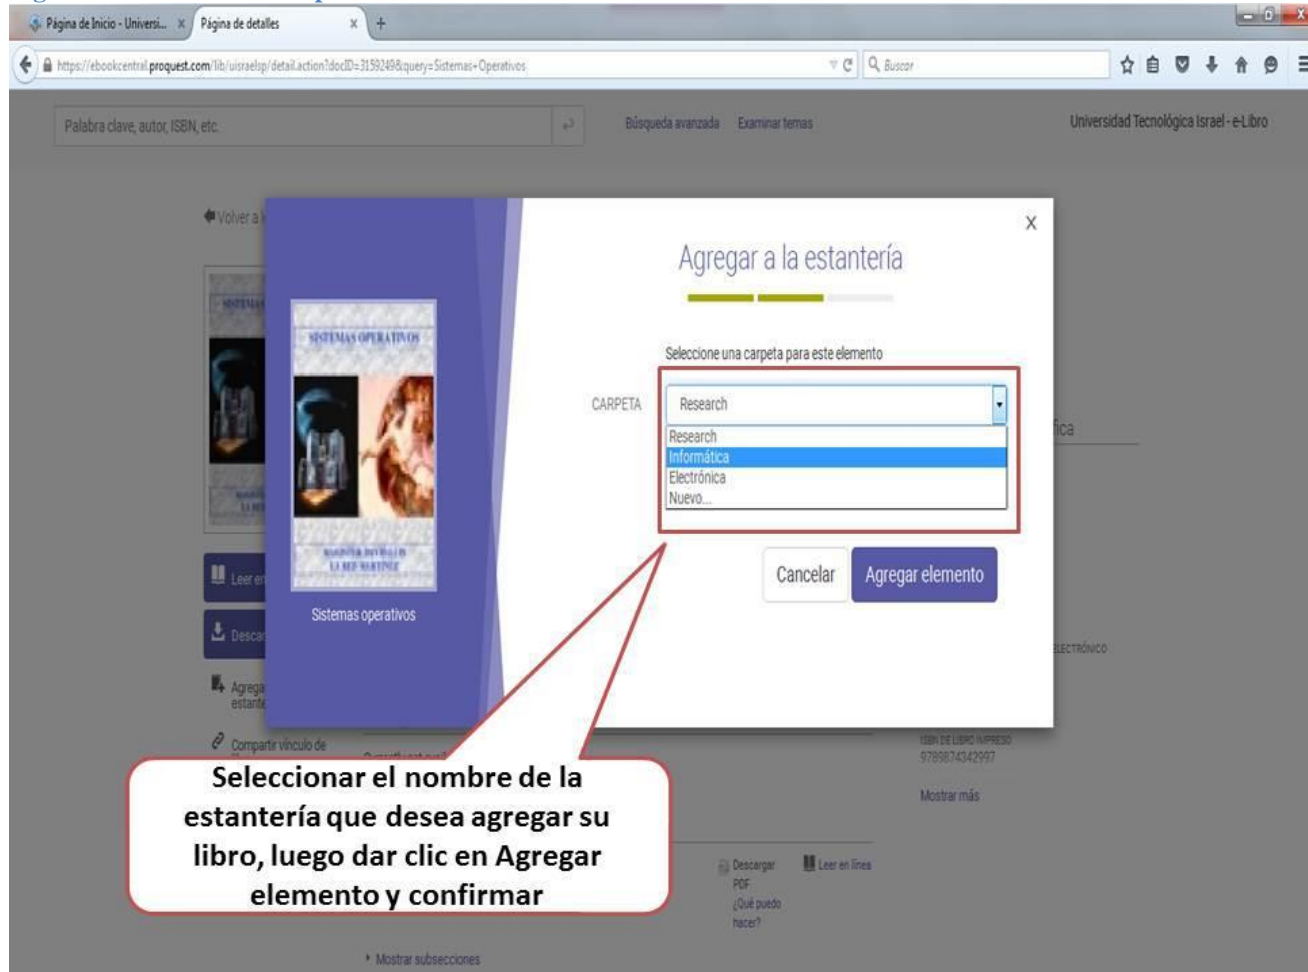 Página de Inicio - Universi... x Página de detalles x +
https://ebookcentral.proquest.com/lib/uisraelsp/detail.action?docID=3159249&query=Sistemas+Operativos
Buscar
Palabra clave, autor, ISBN, etc.
Búsqueda avanzada Examinar temas
Universidad Tecnológica Israel - e-Libro
Volver a l
X
Agregar a la estantería
SISTEMAS OPERATIVOS
Seleccione una carpeta para este elemento
CARPETA Research
Research
Informática
Electrónica
Nuevo...
fica
LA RED MARTINEZ
Cancelar Agregar elemento
Leer en
Sistemas operativos
Descar
Agrega
estante
Compartir vínculo de
ISBN DE LIBRO IMPRESO
9789874342997
Mostrar más
Seleccionar el nombre de la
estantería que desea agregar su
libro, luego dar clic en Agregar
elemento y confirmar
Descargar
PDF
¿Qué puedo
hacer?
Leer en línea
Mostrar subsecciones